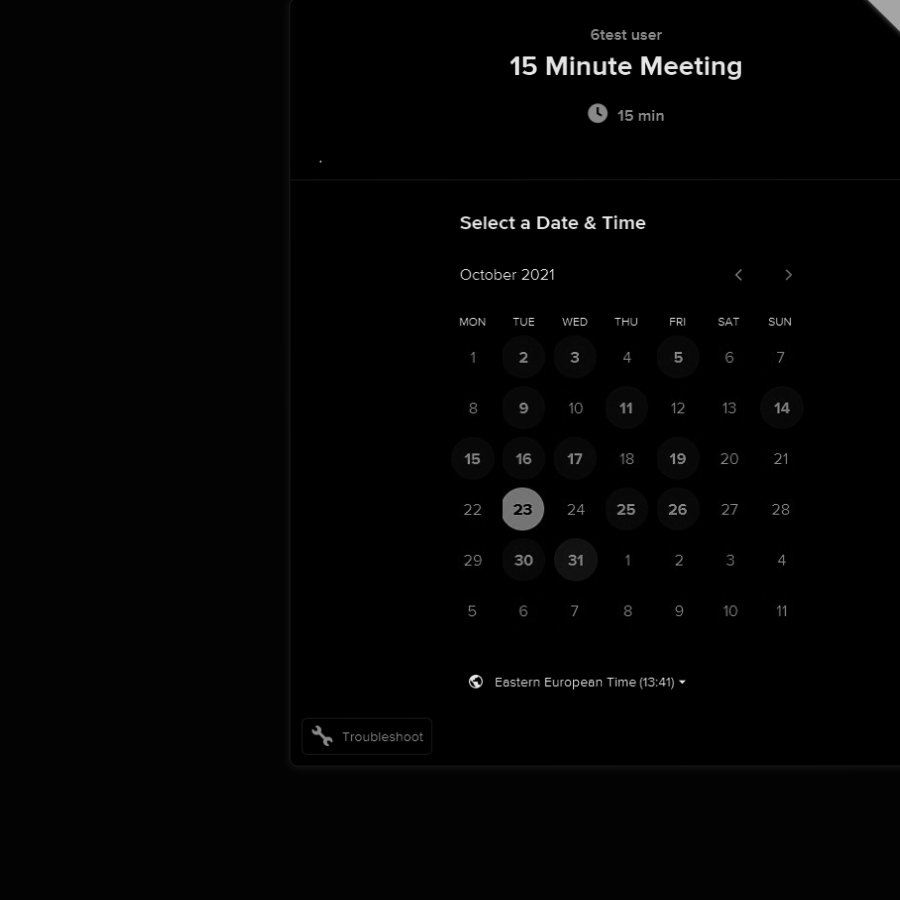 6test user
15 Minute Meeting
15 min
.
Select a Date & Time
October 2021
MON TUE WED THU FRI SAT SUN
1 2 3 4 5 6 7
8 9 10 11 12 13 14
15 16 17 18 19 20 21
22 23 24 25 26 27 28
29 30 31 1 2 3 4
5 6 7 8 9 10 11
Eastern European Time (13:41)
Troubleshoot